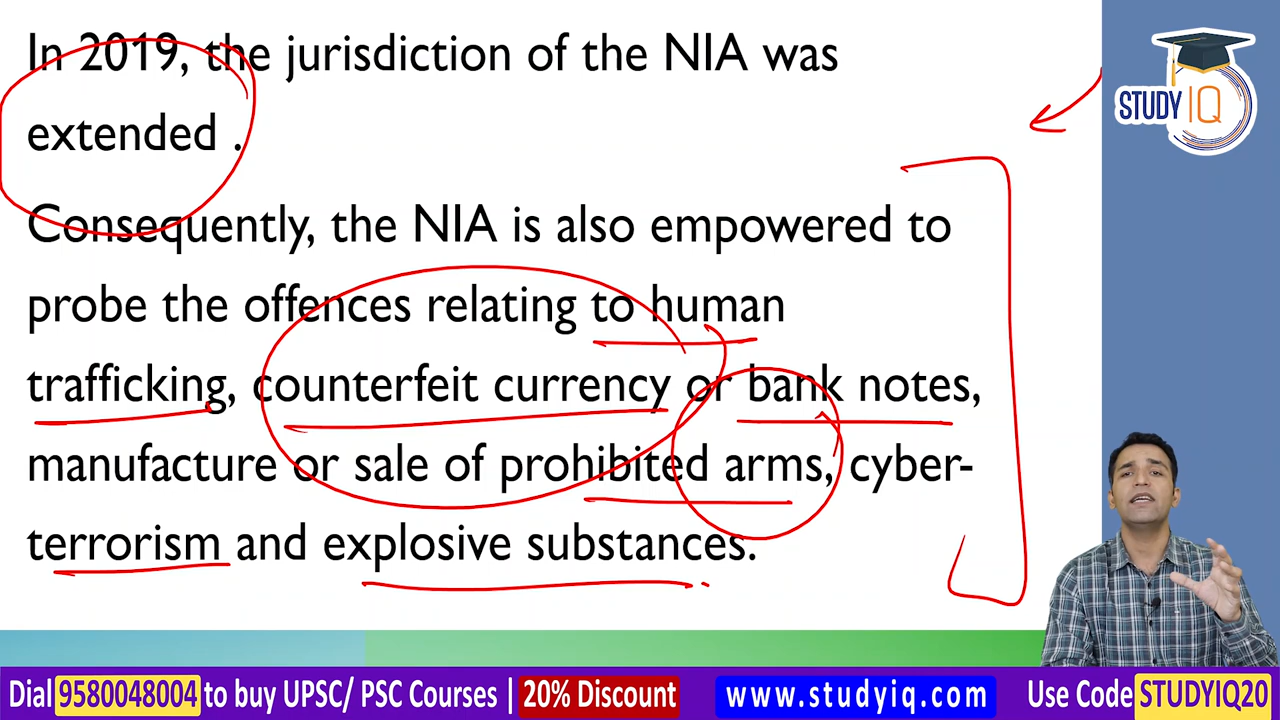 In 2019, the jurisdiction of the NIA was
extended .
Consequently, the NIA is also empowered to
probe the offences relating to human
trafficking, counterfeit currency or bank notes,
manufacture or sale of prohibited arms, cyber-
terrorism and explosive substances.
STUDY IQ
Dial 9580048004 to buy UPSC/ PSC Courses | 20% Discount www.studyiq.com Use Code STUDYIQ20